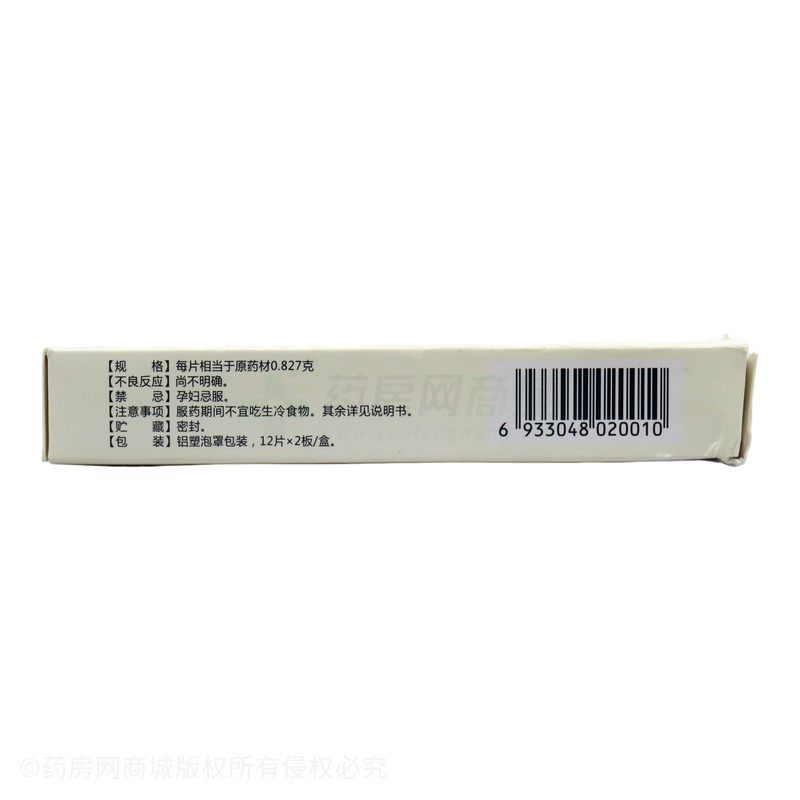 【规　　格】每片相当于原药材0.827克
【不良反应】尚不明确。
【禁　　忌】孕妇忌服。
【注意事项】服药期间不宜吃生冷食物。其余详见说明书。
【贮　　藏】密封。
【包　　装】铝塑泡罩包装，12片×2板/盒。
6 933048 020010
药房网商
www.yaofangwa
©药房网商城版权所有侵权必究